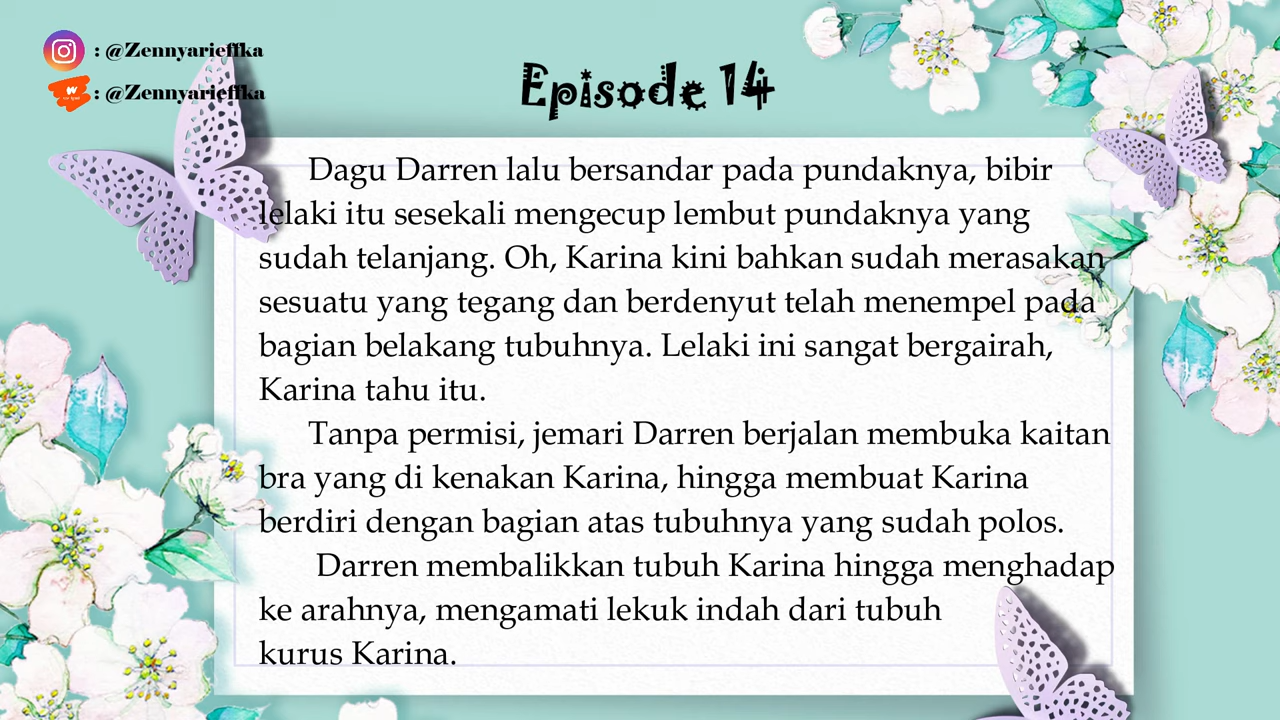 : @Zennyarieffka
: @Zennyarieffka
Episode 14
Dagu Darren lalu bersandar pada pundaknya, bibir
lelaki itu sesekali mengecup lembut pundaknya yang
sudah telanjang. Oh, Karina kini bahkan sudah merasakan
sesuatu yang tegang dan berdenyut telah menempel pada
bagian belakang tubuhnya. Lelaki ini sangat bergairah,
Karina tahu itu.
Tanpa permisi, jemari Darren berjalan membuka kaitan
bra yang di kenakan Karina, hingga membuat Karina
berdiri dengan bagian atas tubuhnya yang sudah polos.
Darren membalikkan tubuh Karina hingga menghadap
ke arahnya, mengamati lekuk indah dari tubuh
kurus Karina.